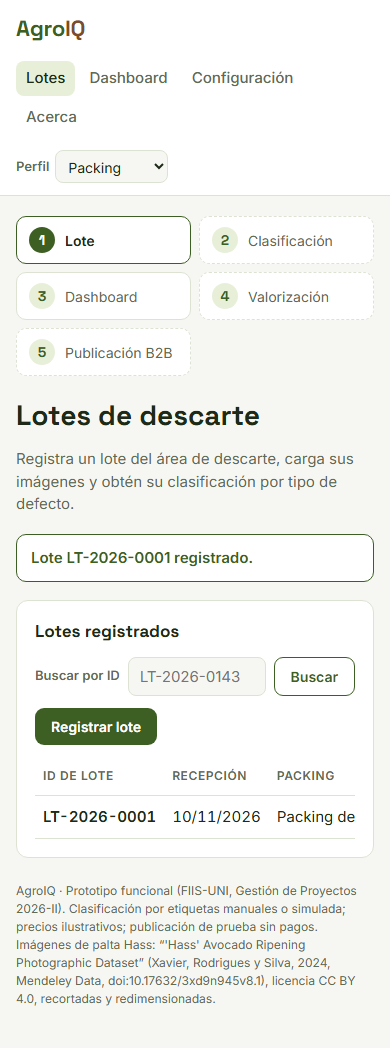 AgroIQ
Lotes Dashboard Configuración
Acerca
Perfil Packing
1 Lote
2 Clasificación
3 Dashboard
4 Valorización
5 Publicación B2B
Lotes de descarte
Registra un lote del área de descarte, carga sus
imágenes y obtén su clasificación por tipo de
defecto.
Lote LT-2026-0001 registrado.
Lotes registrados
Buscar por ID LT-2026-0143 Buscar
Registrar lote
ID DE LOTE RECEPCIÓN PACKING
LT-2026-0001 10/11/2026 Packing de
AgroIQ · Prototipo funcional (FIIS-UNI, Gestión de Proyectos
2026-II). Clasificación por etiquetas manuales o simulada;
precios ilustrativos; publicación de prueba sin pagos.
Imágenes de palta Hass: “'Hass' Avocado Ripening
Photographic Dataset” (Xavier, Rodrigues y Silva, 2024,
Mendeley Data, doi:10.17632/3xd9n945v8.1), licencia CC BY
4.0, recortadas y redimensionadas.